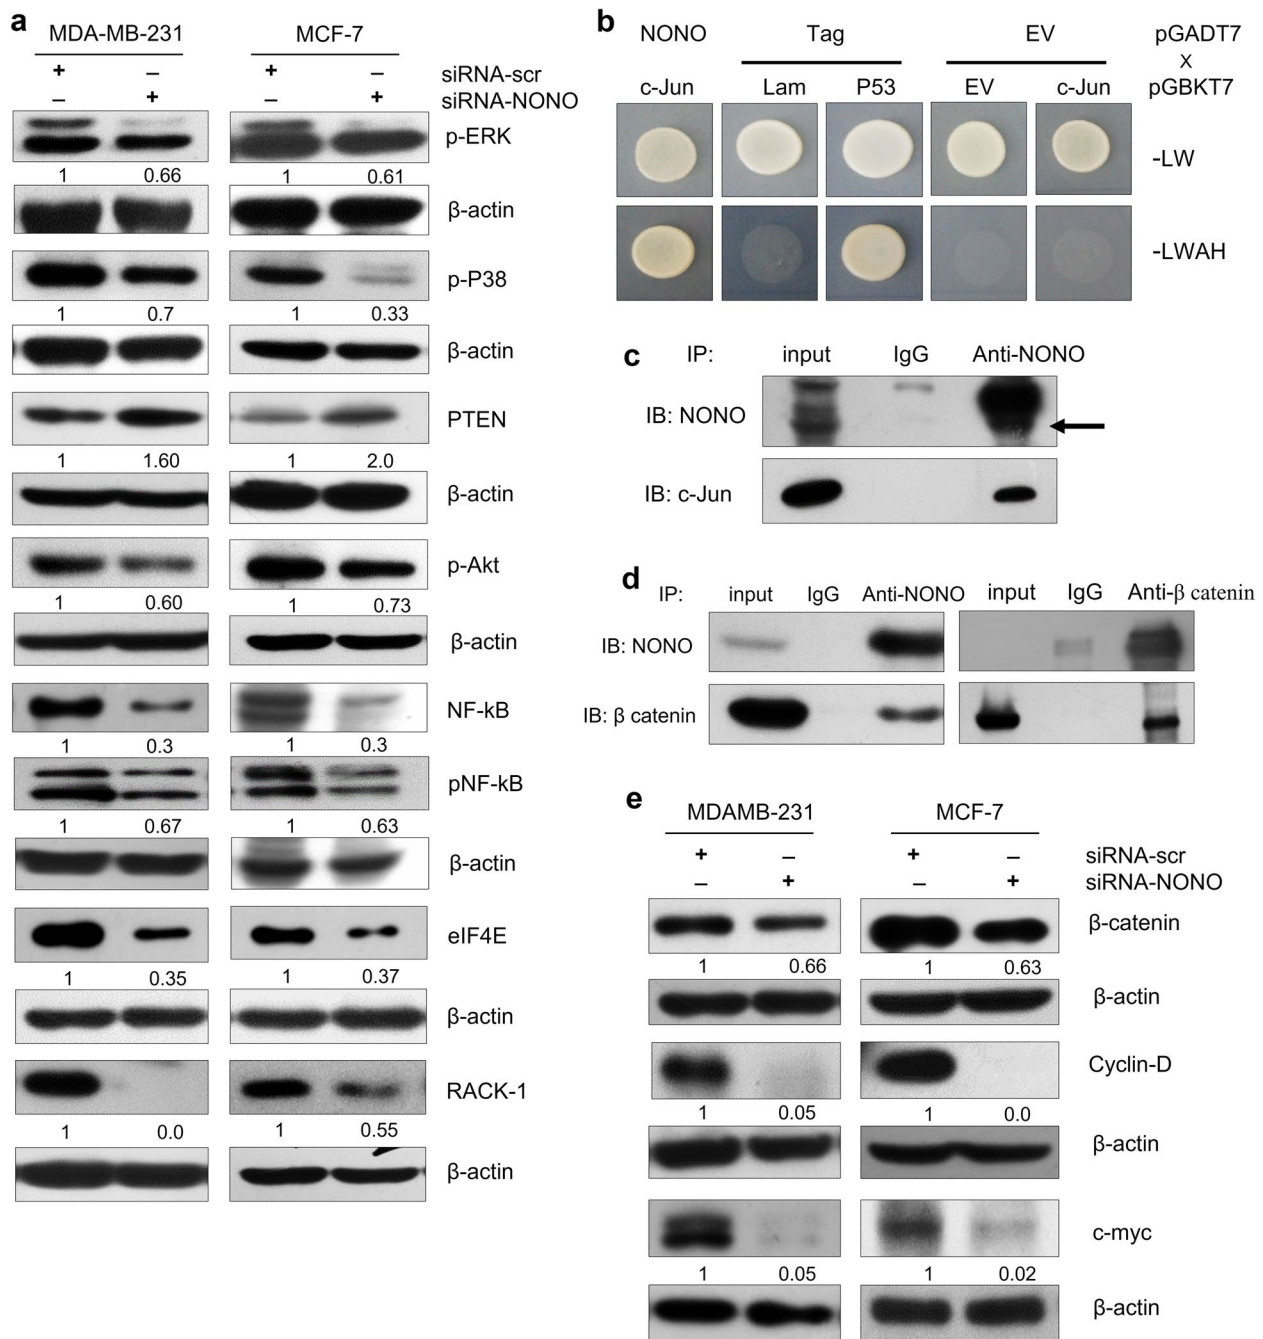 a
MDA-MB-231 MCF-7
+ – + – siRNA-scr
– + – + siRNA-NONO
p-ERK
1 0.66 1 0.61
β-actin
p-P38
1 0.7 1 0.33
β-actin
PTEN
1 1.60 1 2.0
β-actin
p-Akt
1 0.60 1 0.73
β-actin
NF-kB
1 0.3 1 0.3
pNF-kB
1 0.67 1 0.63
β-actin
eIF4E
1 0.35 1 0.37
β-actin
RACK-1
1 0.0 1 0.55
β-actin
b
NONO Tag EV pGADT7
X
c-Jun Lam P53 EV c-Jun pGBKT7
-LW
-LWAH
c
IP: input IgG Anti-NONO
IB: NONO
IB: c-Jun
d
IP: input IgG Anti-NONO input IgG Anti-β catenin
IB: NONO
IB: β catenin
e
MDAMB-231 MCF-7
+ – + – siRNA-scr
– + – + siRNA-NONO
β-catenin
1 0.66 1 0.63
β-actin
Cyclin-D
1 0.05 1 0.0
β-actin
c-myc
1 0.05 1 0.02
β-actin